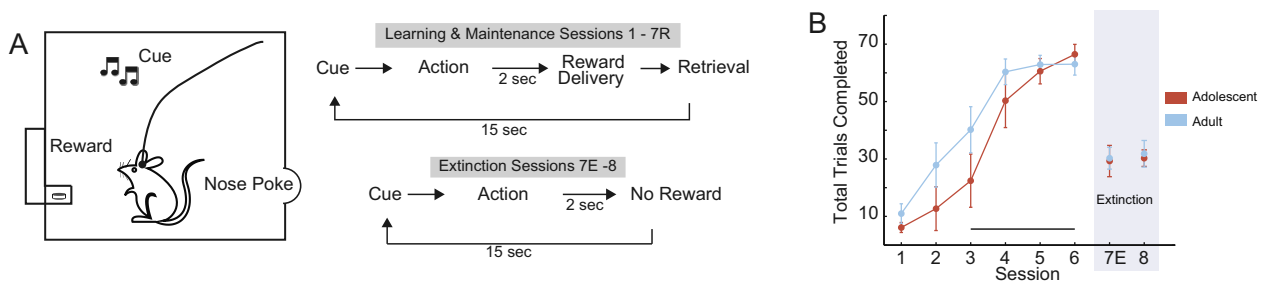 A
Cue
Reward
Nose Poke
Learning & Maintenance Sessions 1 - 7R
Cue
Action
2 sec
Reward
Delivery
Retrieval
15 sec
Extinction Sessions 7E -8
Cue
Action
2 sec
No Reward
15 sec
B
Total Trials Completed
70
50
30
10
1 2 3 4 5 6 7E 8
Session
Extinction
Adolescent
Adult